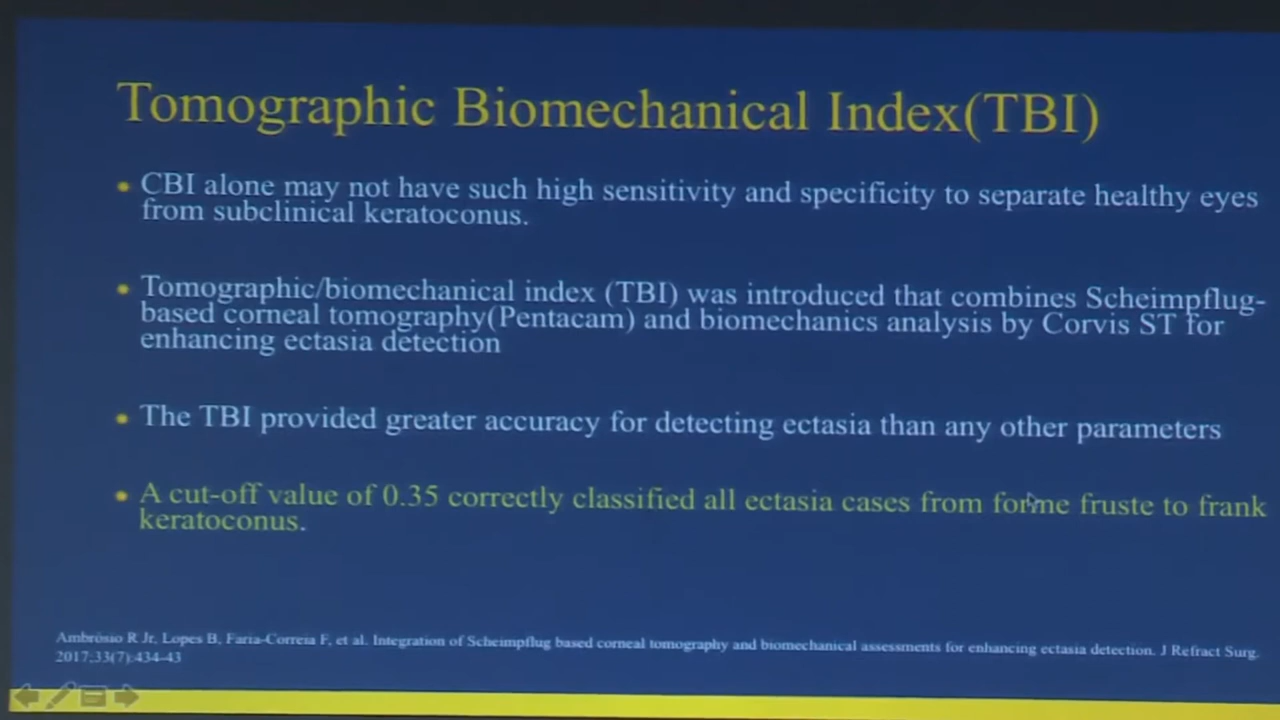 Tomographic Biomechanical Index(TBI)
• CBI alone may not have such high sensitivity and specificity to separate healthy eyes
from subclinical keratoconus.
• Tomographic/biomechanical index (TBI) was introduced that combines Scheimpflug-
based corneal tomography(Pentacam) and biomechanics analysis by Corvis ST for
enhancing ectasia detection
• The TBI provided greater accuracy for detecting ectasia than any other parameters
• A cut-off value of 0.35 correctly classified all ectasia cases from forme fruste to frank
keratoconus.
Ambrósio R Jr, Lopes B, Faria-Correia F, et al. Integration of Scheimpflug based corneal tomography and biomechanical assessments for enhancing ectasia detection. J Refract Surg.
2017;33(7):434-43